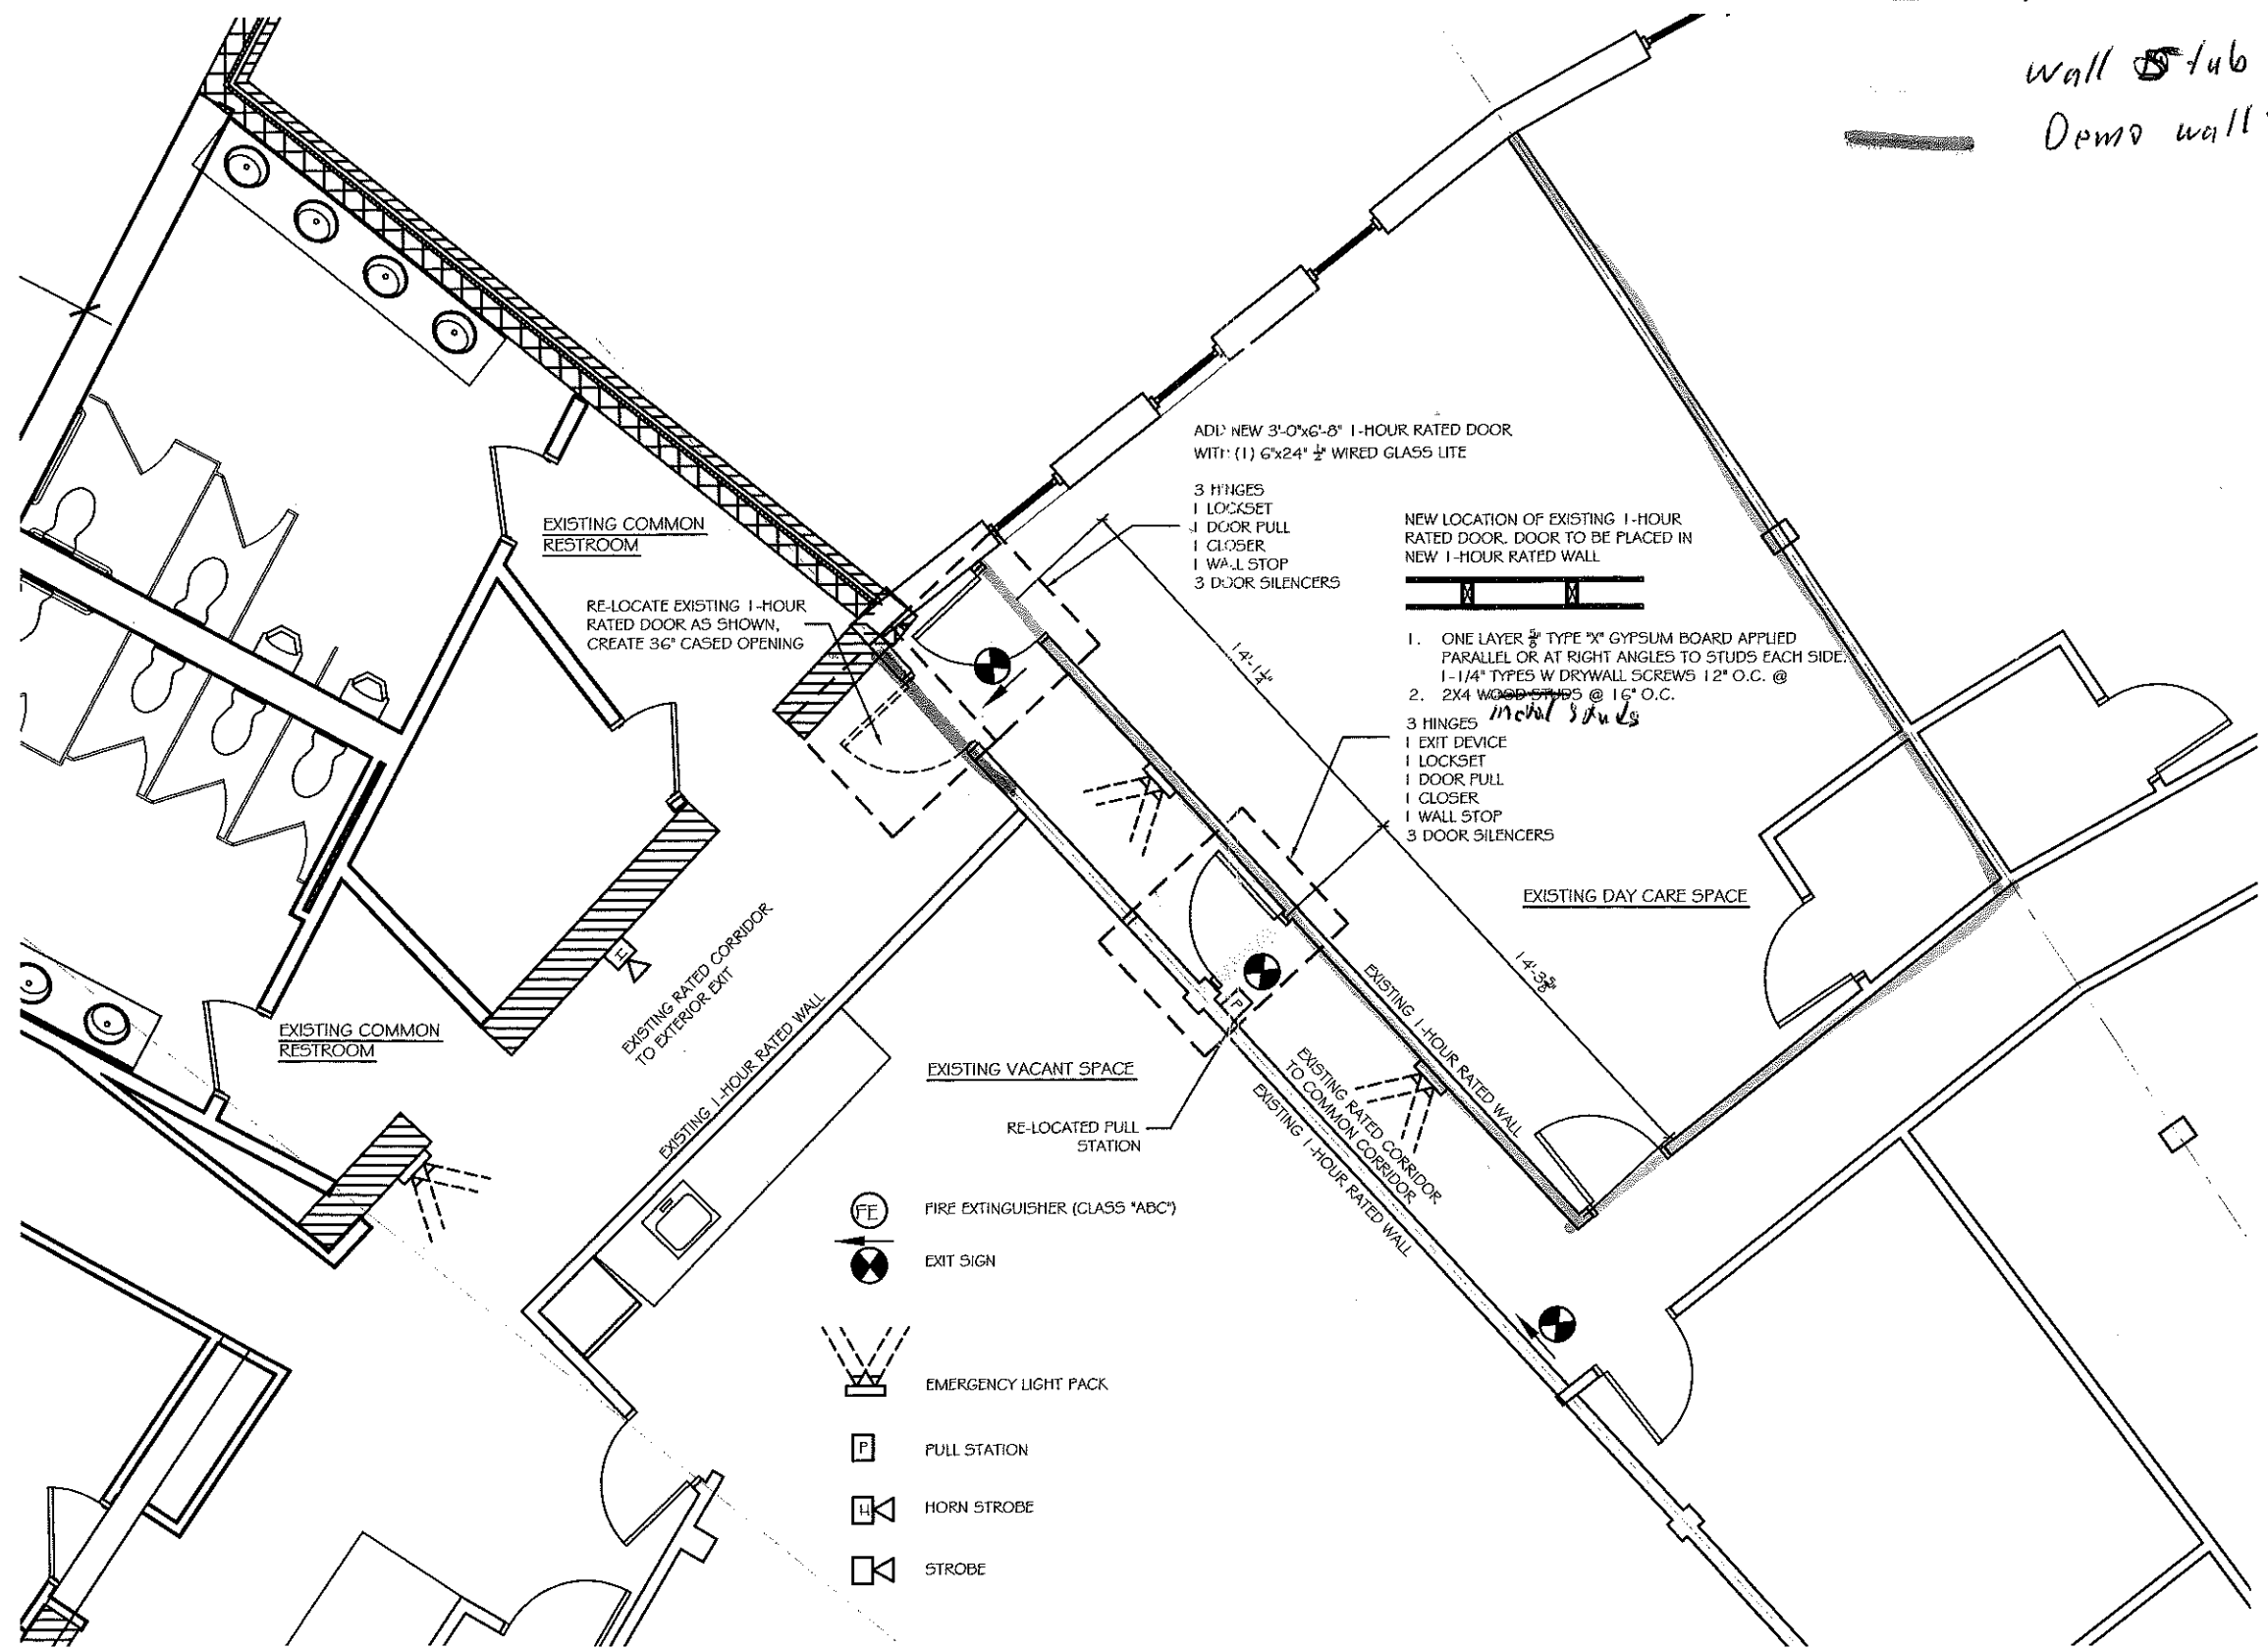 Wall Stub
Demo wall
ADD NEW 3'-0"x6'-8" 1-HOUR RATED DOOR
WITH (1) 6"x24" ½" WIRED GLASS LITE
3 HINGES
1 LOCKSET
1 DOOR PULL
1 CLOSER
1 WALL STOP
3 DOOR SILENCERS
NEW LOCATION OF EXISTING 1-HOUR
RATED DOOR. DOOR TO BE PLACED IN
NEW 1-HOUR RATED WALL
1. ONE LAYER ⅝" TYPE "X" GYPSUM BOARD APPLIED
PARALLEL OR AT RIGHT ANGLES TO STUDS EACH SIDE.
1-1/4" TYPES W DRYWALL SCREWS 12" O.C. @
2. 2X4 WOOD STUDS @ 16" O.C.
metal studs
3 HINGES
1 EXIT DEVICE
1 LOCKSET
1 DOOR PULL
1 CLOSER
1 WALL STOP
3 DOOR SILENCERS
EXISTING COMMON
RESTROOM
RE-LOCATE EXISTING 1-HOUR
RATED DOOR AS SHOWN,
CREATE 36" CASED OPENING
14'-1¼"
14'-3⅝"
EXISTING DAY CARE SPACE
EXISTING RATED CORRIDOR
TO EXTERIOR EXIT
H
EXISTING 1-HOUR RATED WALL
EXISTING COMMON
RESTROOM
EXISTING VACANT SPACE
P
RE-LOCATED PULL
STATION
EXISTING 1-HOUR RATED WALL
EXISTING RATED CORRIDOR
TO COMMON CORRIDOR
EXISTING 1-HOUR RATED WALL
FE FIRE EXTINGUISHER (CLASS "ABC")
EXIT SIGN
EMERGENCY LIGHT PACK
P PULL STATION
H HORN STROBE
STROBE